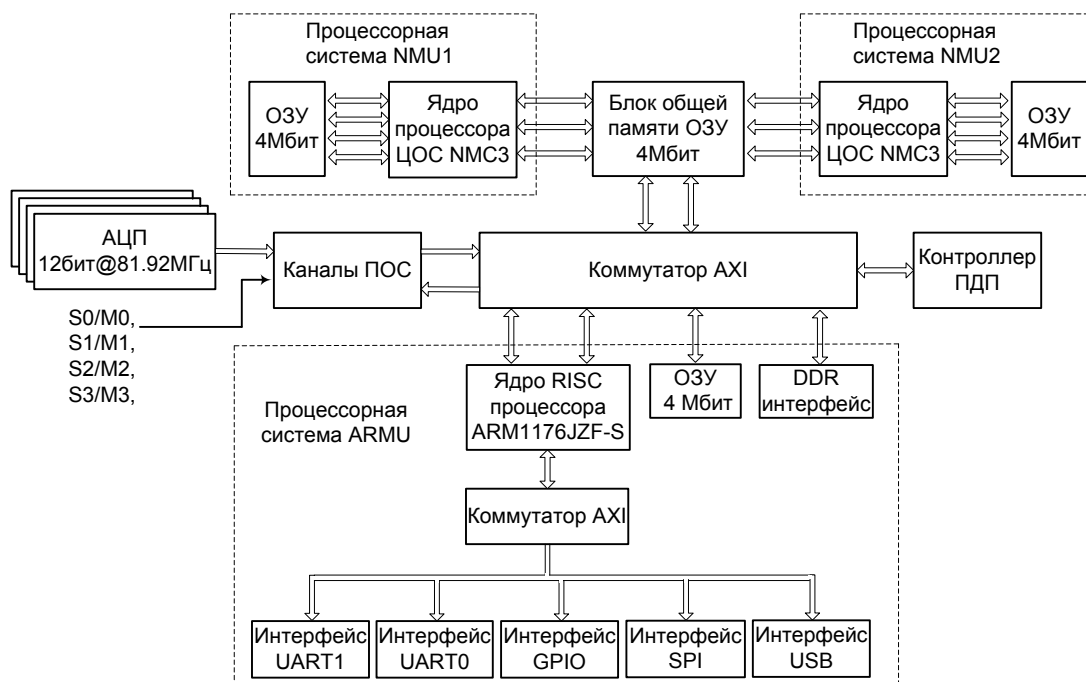 Процессорная
система NMU1
ОЗУ
4Мбит
Ядро
процессора
ЦОС NMC3
Блок общей
памяти ОЗУ
4Мбит
Процессорная
система NMU2
Ядро
процессора
ЦОС NMC3
ОЗУ
4Мбит
АЦП
12бит@81.92МГц
Каналы ПОС
Коммутатор AXI
Контроллер
ПДП
S0/M0,
S1/M1,
S2/M2,
S3/M3,
Процессорная
система ARMU
Ядро RISC
процессора
ARM1176JZF-S
ОЗУ
4 Мбит
DDR
интерфейс
Коммутатор AXI
Интерфейс
UART1
Интерфейс
UART0
Интерфейс
GPIO
Интерфейс
SPI
Интерфейс
USB